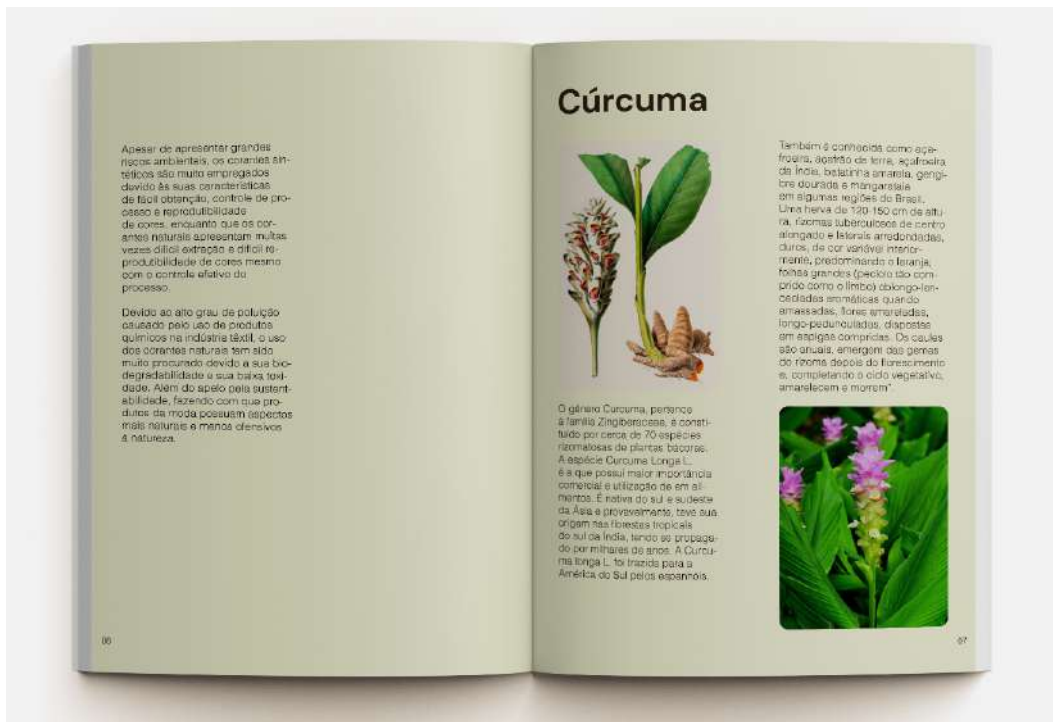 Apesar de apresentar grandes
riscos ambientais, os corantes sin-
téticos são muito empregados
devido às suas características
de fácil obtenção, controle de pro-
cesso e reprodutibilidade
de cores, enquanto que os cor-
antes naturais apresentam muitas
vezes difícil extração e difícil re-
produtibilidade de cores mesmo
com o controle efetivo do
processo.
Devido ao alto grau de poluição
causado pelo uso de produtos
químicos na indústria têxtil, o uso
dos corantes naturais tem sido
muito procurado devido a sua bio-
degradabilidade e sua baixa toxi-
dade. Além do apelo pela sustent-
abilidade, fazendo com que pro-
dutos da moda possuam aspectos
mais naturais e menos ofensivos
à natureza.
06
Cúrcuma
O gênero Curcuma, pertence
à família Zingiberaceae, é consti-
tuído por cerca de 70 espécies
rizomatosas de plantas
A espécie Curcuma Longa L.
é a que possui maior importância
comercial e utilização de em ali-
mentos. É nativa do sul e sudeste
da Ásia e provavelmente, teve sua
origem nas florestas tropicais
do sul da Índia, tendo se propaga-
do por milhares de anos. A Curcu-
ma longa L. foi trazida para a
América do Sul pelos espanhóis.
Também é conhecida como aça-
froeira, açafrão da terra, açafroeira
da Índia, batatinha amarela, gengi-
bre dourada e mangarataia
em algumas regiões do Brasil.
Uma herva de 120-150 cm de altu-
ra, rizomas tuberculosos de centro
alongado e laterais arredondadas,
duros, de cor variável interior-
mente, predominando o laranja,
folhas grandes (pecíolo tão com-
prido como o limbo) oblongo-lan-
ceoladas aromáticas quando
amassadas, flores amareladas,
longo-pedunculadas, dispostas
em espigas compridas. Os caules
são anuais, emergem das gemas
do rizoma depois do florescimento
e, completando o ciclo vegetativo,
amarelecem e morrem".
07